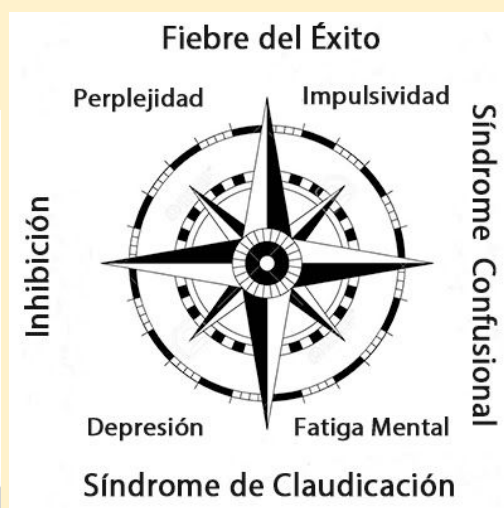 Fiebre del Éxito
Perplejidad
Impulsividad
Síndrome Confusional
Inhibición
Depresión
Fatiga Mental
Síndrome de Claudicación